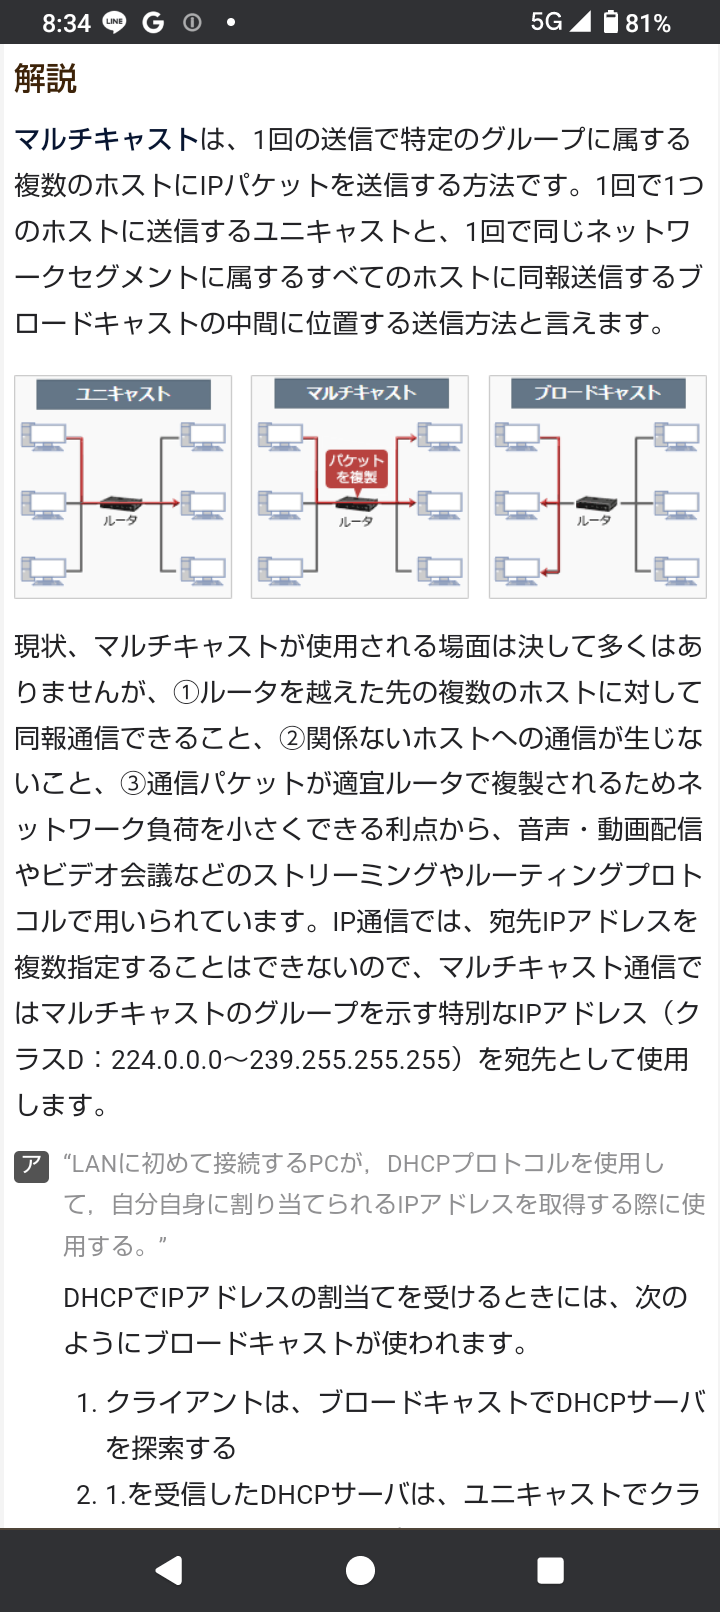 8:34 LINE G 5G 81%
解説
マルチキャストは、1回の送信で特定のグループに属する
複数のホストにIPパケットを送信する方法です。1回で1つ
のホストに送信するユニキャストと、1回で同じネットワ
ークセグメントに属するすべてのホストに同報送信するブ
ロードキャストの中間に位置する送信方法と言えます。
ユニキャスト
ルータ
マルチキャスト
パケット
を複製
ルータ
ブロードキャスト
ルータ
現状、マルチキャストが使用される場面は決して多くはあ
りませんが、①ルータを越えた先の複数のホストに対して
同報通信できること、②関係ないホストへの通信が生じな
いこと、③通信パケットが適宜ルータで複製されるためネ
ットワーク負荷を小さくできる利点から、音声・動画配信
やビデオ会議などのストリーミングやルーティングプロト
コルで用いられています。IP通信では、宛先IPアドレスを
複数指定することはできないので、マルチキャスト通信で
はマルチキャストのグループを示す特別なIPアドレス（ク
ラスD：224.0.0.0〜239.255.255.255）を宛先として使用
します。
ア “LANに初めて接続するPCが，DHCPプロトコルを使用し
て，自分自身に割り当てられるIPアドレスを取得する際に使
用する。”
DHCPでIPアドレスの割当てを受けるときには、次の
ようにブロードキャストが使われます。
1. クライアントは、ブロードキャストでDHCPサーバ
を探索する
2. 1.を受信したDHCPサーバは、ユニキャストでクラ